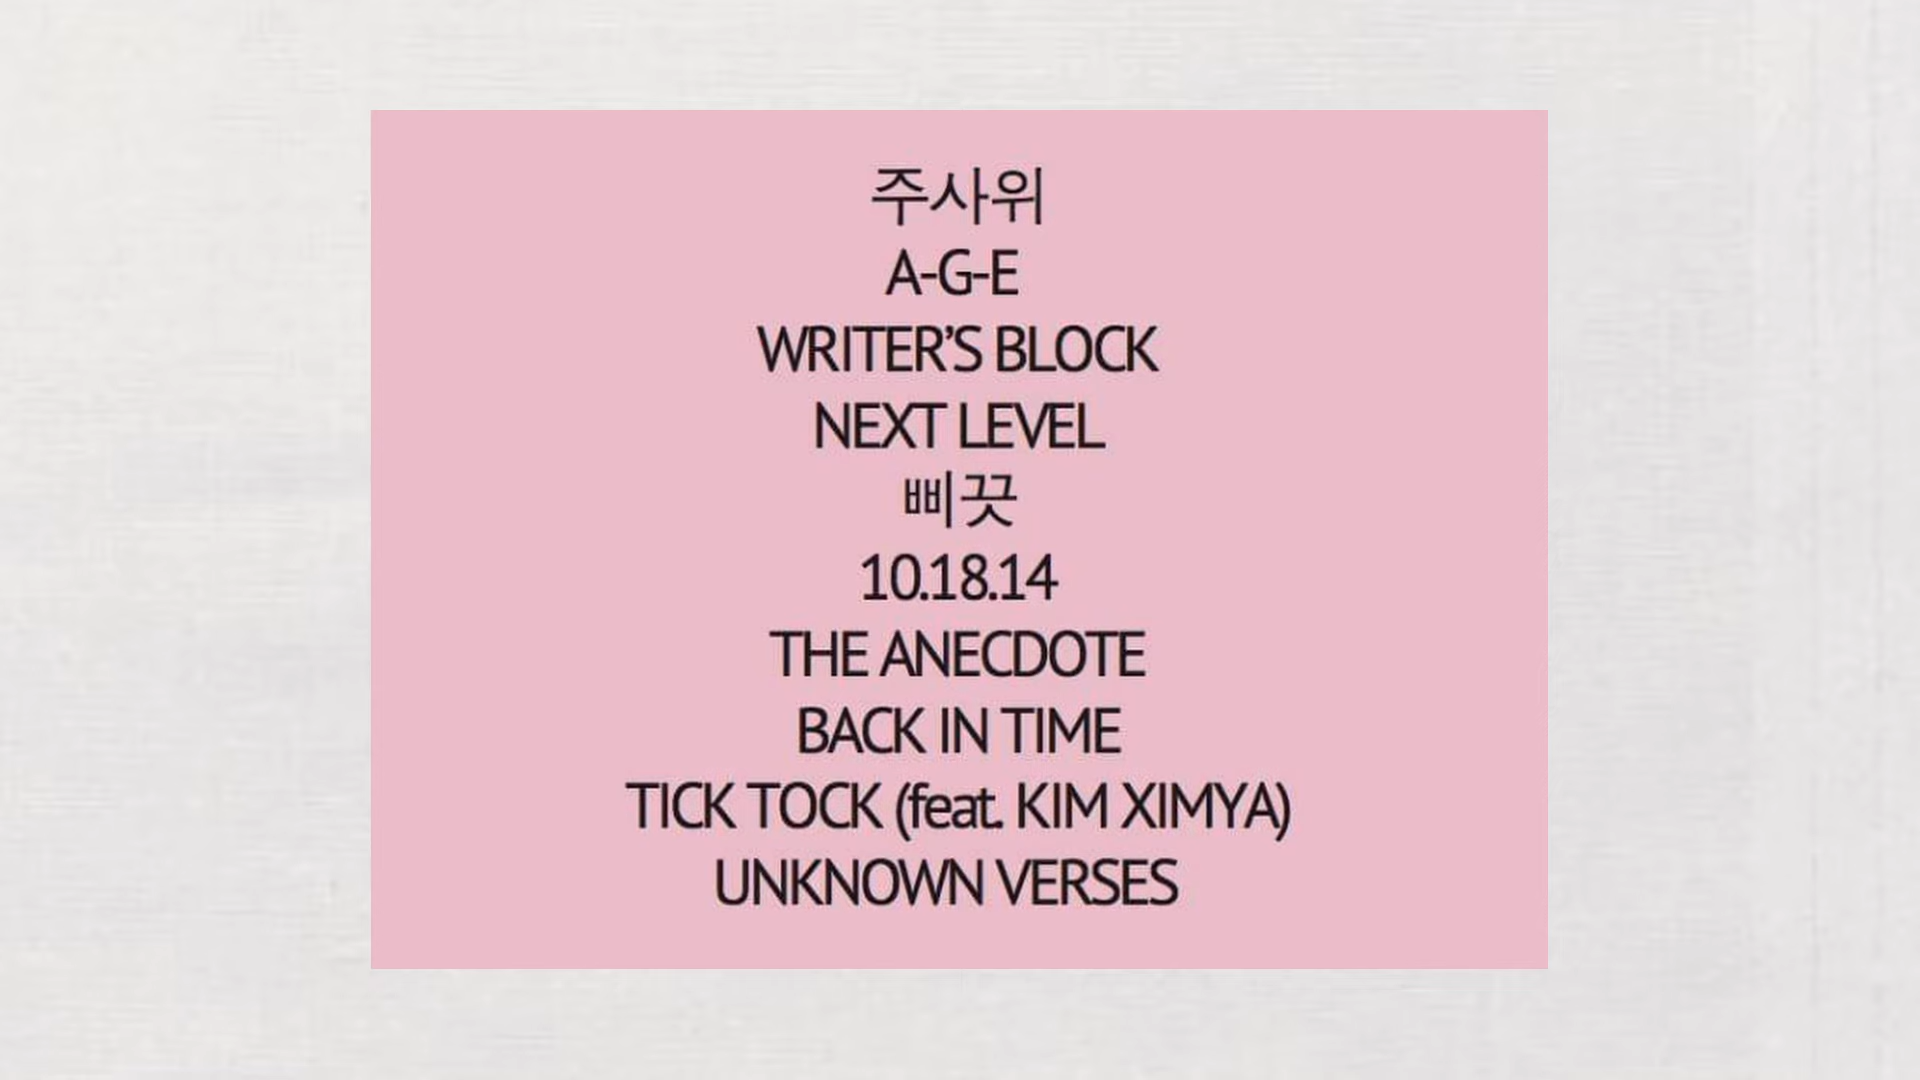 주사위
A-G-E
WRITER'S BLOCK
NEXT LEVEL
삐끗
10.18.14
THE ANECDOTE
BACK IN TIME
TICK TOCK (feat. KIM XIMYA)
UNKNOWN VERSES